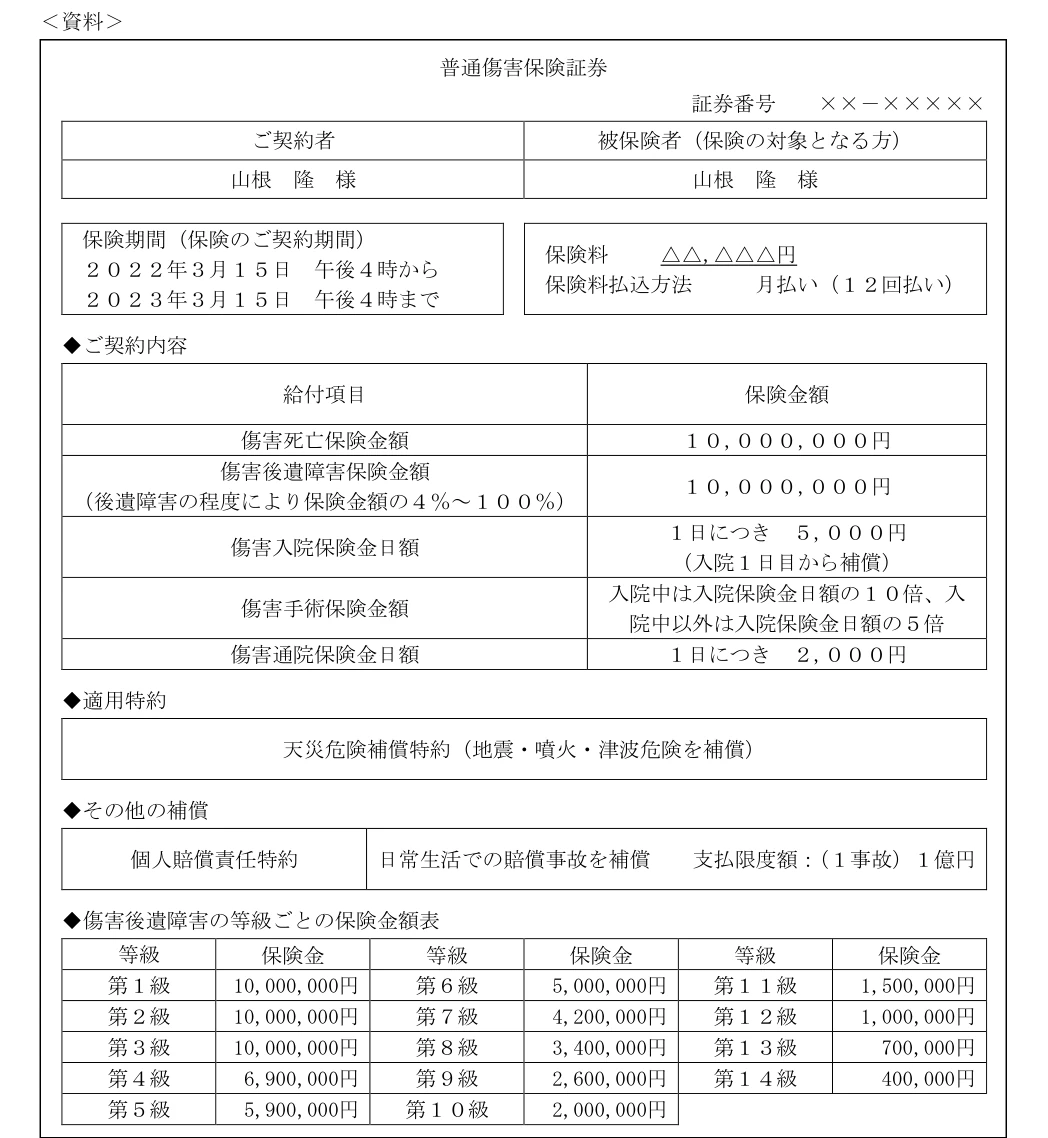 ＜資料＞
普通傷害保険証券
証券番号　××－×××××
ご契約者　被保険者（保険の対象となる方）
山根　隆　様　山根　隆　様
保険期間（保険のご契約期間）
２０２２年３月１５日　午後４時から
２０２３年３月１５日　午後４時まで
保険料　△△,△△△円
保険料払込方法　月払い（１２回払い）
◆ご契約内容
給付項目　保険金額
傷害死亡保険金額　１０,０００,０００円
傷害後遺障害保険金額
（後遺障害の程度により保険金額の４％～１００％）
１０,０００,０００円
傷害入院保険金日額
１日につき　５,０００円
（入院１日目から補償）
傷害手術保険金額
入院中は入院保険金日額の１０倍、入
院中以外は入院保険金日額の５倍
傷害通院保険金日額　１日につき　２,０００円
◆適用特約
天災危険補償特約（地震・噴火・津波危険を補償）
◆その他の補償
個人賠償責任特約　日常生活での賠償事故を補償　支払限度額：（１事故）１億円
◆傷害後遺障害の等級ごとの保険金額表
等級　保険金　等級　保険金　等級　保険金
第１級　10,000,000円　第６級　5,000,000円　第１１級　1,500,000円
第２級　10,000,000円　第７級　4,200,000円　第１２級　1,000,000円
第３級　10,000,000円　第８級　3,400,000円　第１３級　700,000円
第４級　6,900,000円　第９級　2,600,000円　第１４級　400,000円
第５級　5,900,000円　第１０級　2,000,000円